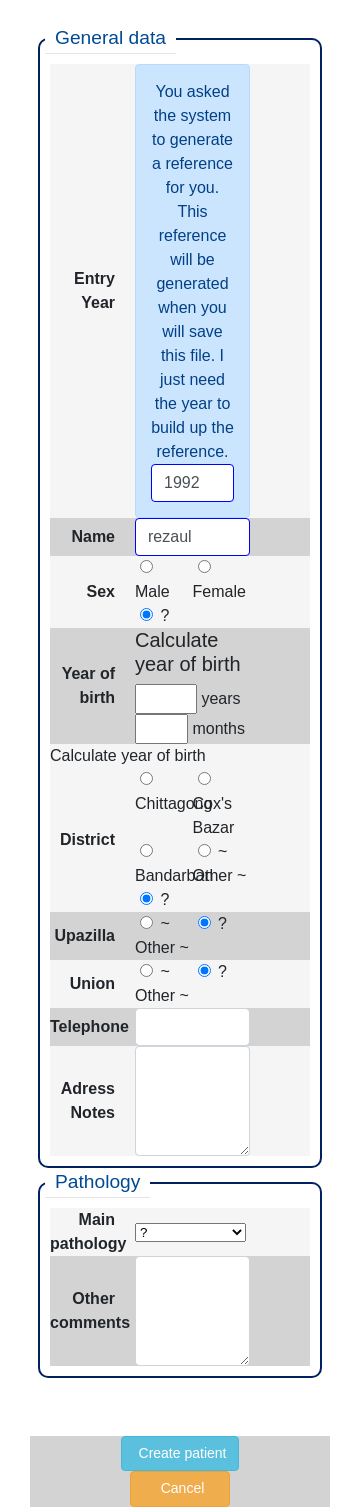 General data
You asked
the system
to generate
a reference
for you.
This
reference
will be
generated
when you
will save
this file. I
just need
the year to
build up the
reference.
Entry
Year
1992
Name
rezaul
Sex
Male
Female
?
Year of
birth
Calculate
year of birth
years
months
Calculate year of birth
District
Chittagong
Cox's
Bazar
Bandarban
~
Other ~
?
Upazilla
~
Other ~
?
Union
~
Other ~
?
Telephone
Adress
Notes
Pathology
Main
pathology
?
Other
comments
Create patient
Cancel